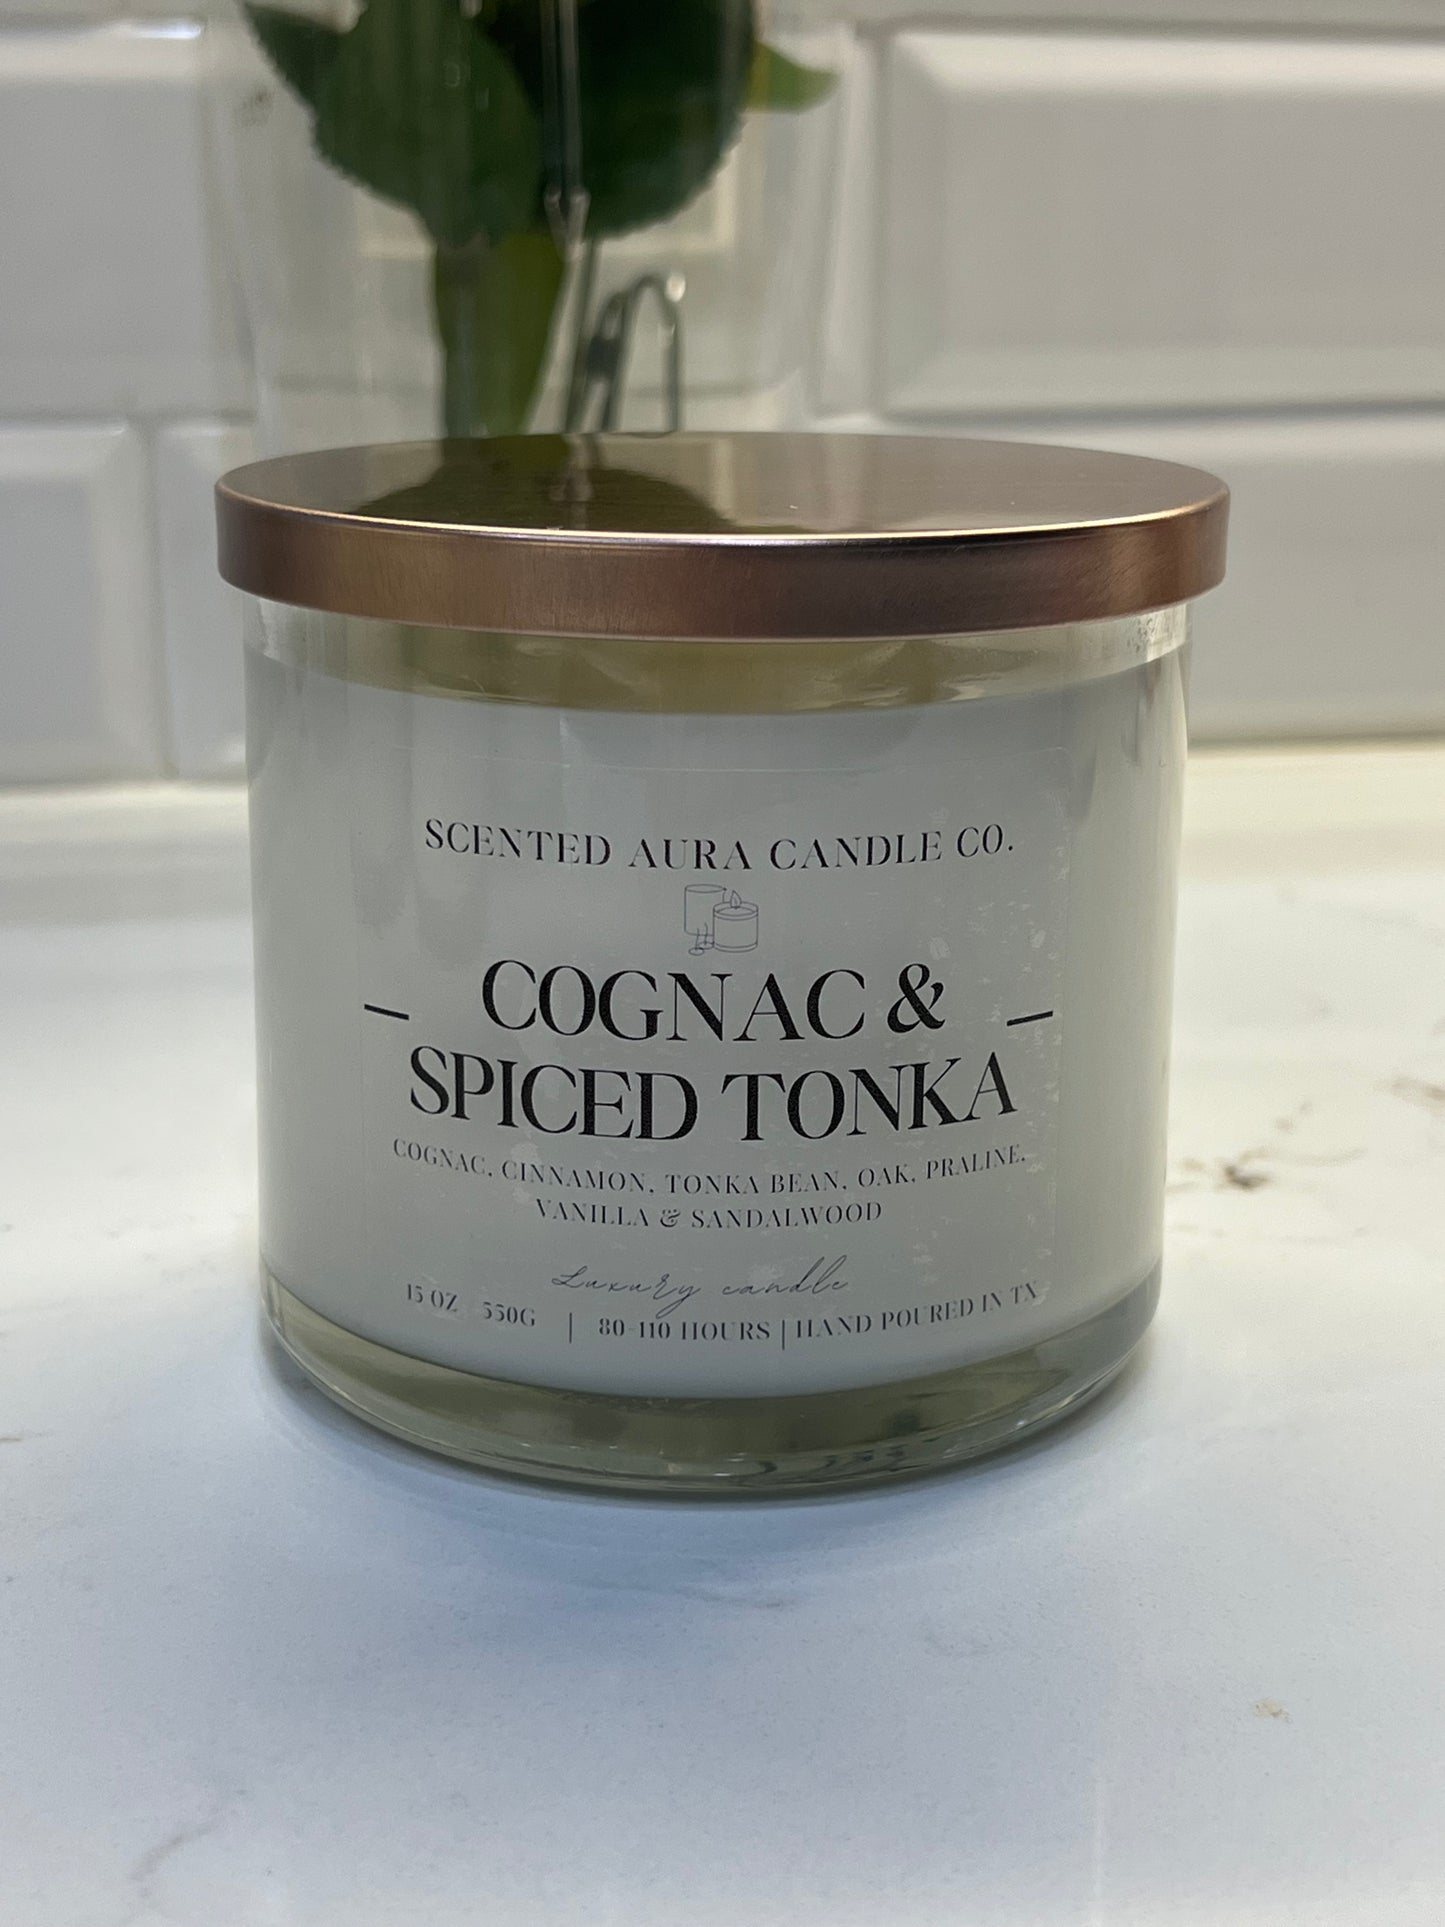 SCENTED AURA CANDLE CO.
COGNAC &
SPICED TONKA
COGNAC, CINNAMON, TONKA BEAN, OAK, PRALINE,
VANILLA & SANDALWOOD
Luxury candle
15 OZ 550G | 80-110 HOURS | HAND POURED IN TX